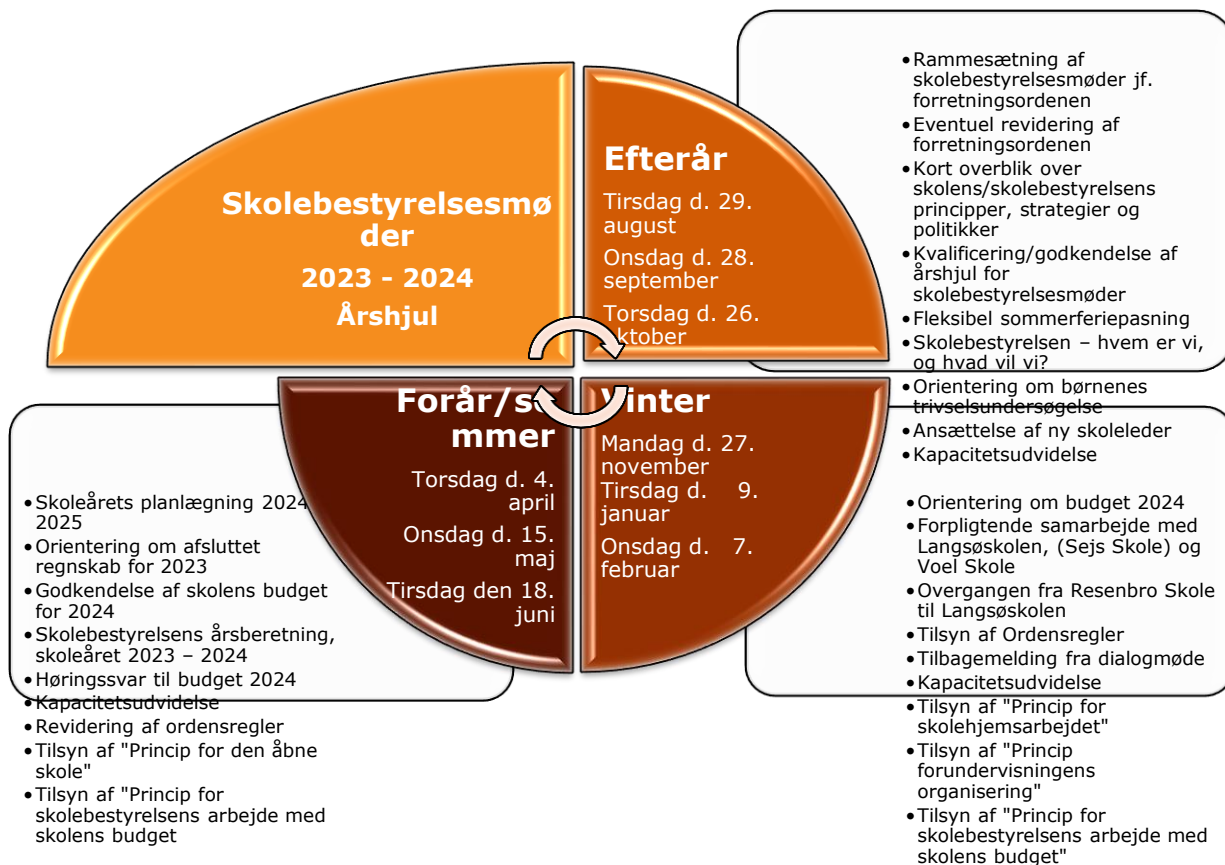 Skolebestyrelsesmø
der
2023 - 2024
Årshjul
Efterår
Tirsdag d. 29.
august
Onsdag d. 28.
september
Torsdag d. 26.
oktober
•Rammesætning af
skolebestyrelsesmøder jf.
forretningsordenen
•Eventuel revidering af
forretningsordenen
•Kort overblik over
skolens/skolebestyrelsens
principper, strategier og
politikker
•Kvalificering/godkendelse af
årshjul for
skolebestyrelsesmøder
•Fleksibel sommerferiepasning
•Skolebestyrelsen – hvem er vi,
og hvad vil vi?
•Orientering om børnenes
trivselsundersøgelse
•Ansættelse af ny skoleleder
•Kapacitetsudvidelse
Vinter
Mandag d. 27.
november
Tirsdag d. 9.
januar
Onsdag d. 7.
februar
•Orientering om budget 2024
•Forpligtende samarbejde med
Langsøskolen, (Sejs Skole) og
Voel Skole
•Overgangen fra Resenbro Skole
til Langsøskolen
•Tilsyn af Ordensregler
•Tilbagemelding fra dialogmøde
•Kapacitetsudvidelse
•Tilsyn af "Princip for
skolehjemsarbejdet"
•Tilsyn af "Princip
forundervisningens
organisering"
•Tilsyn af "Princip for
skolebestyrelsens arbejde med
skolens budget"
Forår/so
mmer
Torsdag d. 4.
april
Onsdag d. 15.
maj
Tirsdag den 18.
juni
•Skoleårets planlægning 2024
2025
•Orientering om afsluttet
regnskab for 2023
•Godkendelse af skolens budget
for 2024
•Skolebestyrelsens årsberetning,
skoleåret 2023 – 2024
•Høringssvar til budget 2024
•Kapacitetsudvidelse
•Revidering af ordensregler
•Tilsyn af "Princip for den åbne
skole"
•Tilsyn af "Princip for
skolebestyrelsens arbejde med
skolens budget